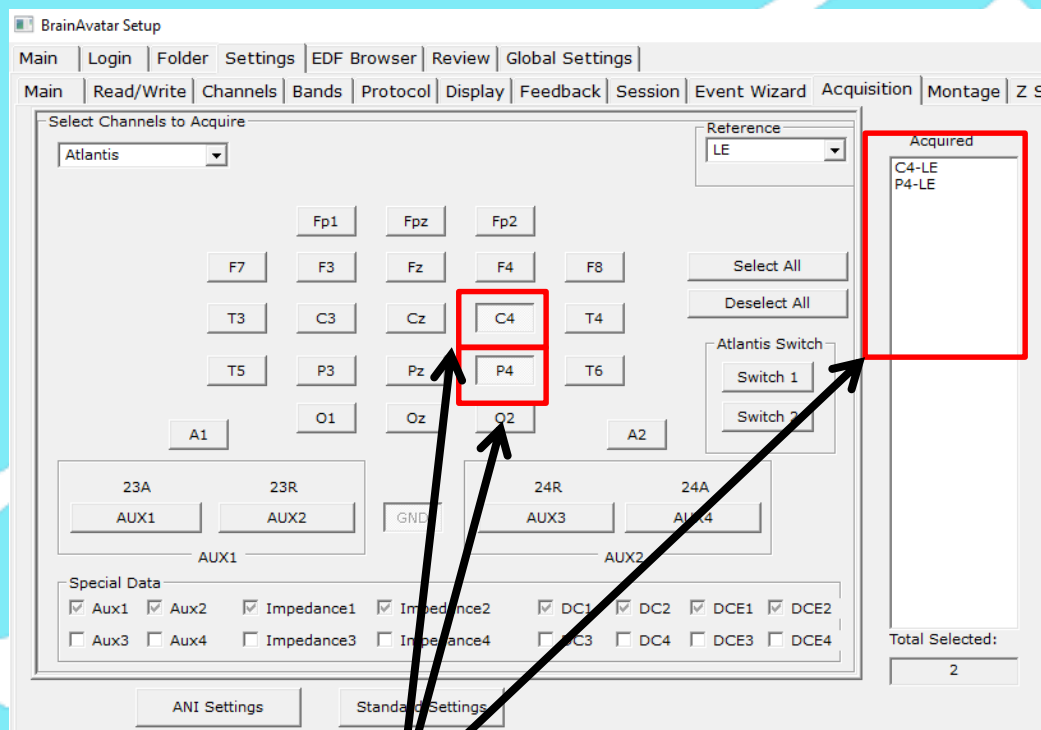 BrainAvatar Setup
Main Login Folder Settings EDF Browser Review Global Settings
Main Read/Write Channels Bands Protocol Display Feedback Session Event Wizard Acquisition Montage Z S
Select Channels to Acquire
Reference
Acquired
Atlantis
LE
C4-LE
P4-LE
Fp1 Fpz Fp2
F7 F3 Fz F4 F8
Select All
Deselect All
T3 C3 Cz C4 T4
Atlantis Switch
T5 P3 Pz P4 T6
Switch 1
O1 Oz O2
Switch 2
A1 A2
23A 23R 24R 24A
AUX1 AUX2 GND AUX3 AUX4
AUX1 AUX2
Special Data
Aux1 Aux2 Impedance1 Impedance2 DC1 DC2 DCE1 DCE2
Aux3 Aux4 Impedance3 Impedance4 DC3 DC4 DCE3 DCE4
Total Selected:
2
ANI Settings Standard Settings